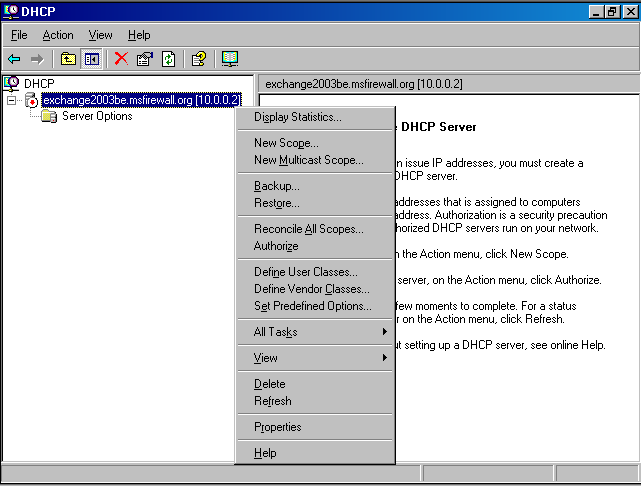 DHCP
File Action View Help
DHCP
exchange2003be.msfirewall.org [10.0.0.2]
Server Options
exchange2003be.msfirewall.org [10.0.0.2]
Display Statistics...
New Scope...
New Multicast Scope...
Backup...
Restore...
Reconcile All Scopes...
Authorize
Define User Classes...
Define Vendor Classes...
Set Predefined Options...
All Tasks
View
Delete
Refresh
Properties
Help
DHCP Server
n issue IP addresses, you must create a
DHCP server.
addresses that is assigned to computers
address. Authorization is a security precaution
horized DHCP servers run on your network.
n the Action menu, click New Scope.
server, on the Action menu, click Authorize.
few moments to complete. For a status
r on the Action menu, click Refresh.
ut setting up a DHCP server, see online Help.